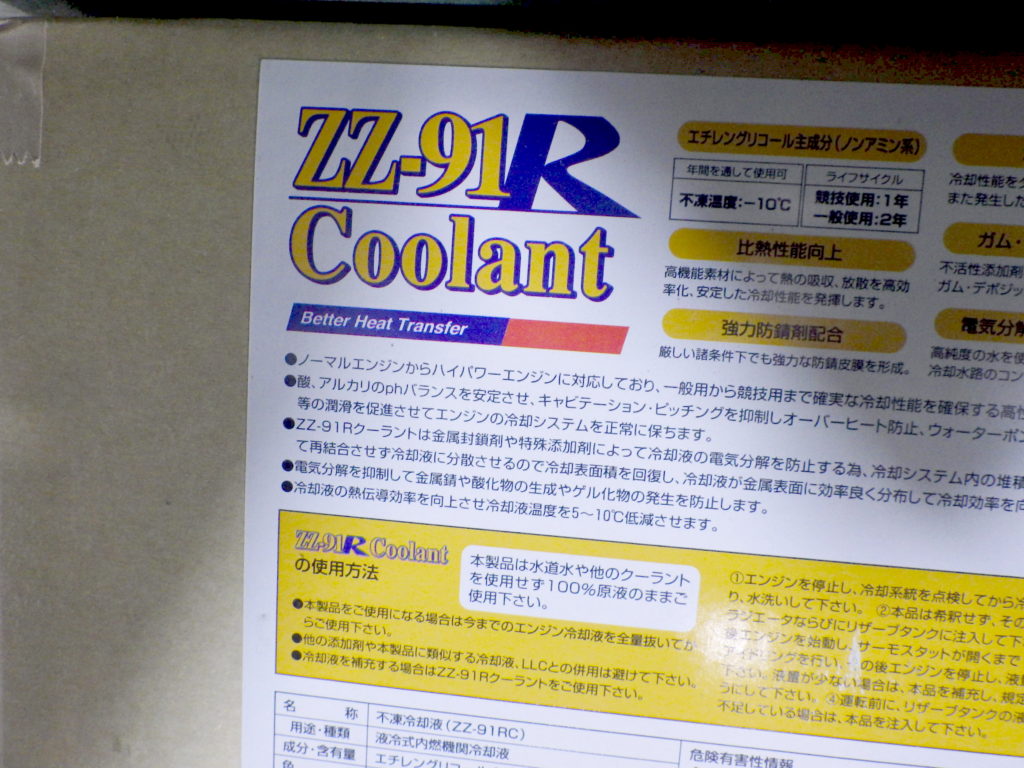 ZZ-91R
Coolant
Better Heat Transfer
エチレングリコール主成分(ノンアミン系)
年間を通して使用可
不凍温度:−10℃
ライフサイクル
競技使用:1年
一般使用:2年
比熱性能向上
高機能素材によって熱の吸収、放散を高効
率化、安定した冷却性能を発揮します。
強力防錆剤配合
厳しい諸条件下でも強力な防錆皮膜を形成。
冷却性能を
また発生した
ガム・
不活性添加剤
ガム・デポジッ
電気分解
高純度の水を使
冷却水路のコン
●ノーマルエンジンからハイパワーエンジンに対応しており、一般用から競技用まで確実な冷却性能を確保する高性
●酸、アルカリのphバランスを安定させ、キャビテーション・ピッチングを抑制しオーバーヒート防止、ウォーターポン
等の潤滑を促進させてエンジンの冷却システムを正常に保ちます。
●ZZ-91Rクーラントは金属封鎖剤や特殊添加剤によって冷却液の電気分解を防止する為、冷却システム内の堆積
て再結合させず冷却液に分散させるので冷却表面積を回復し、冷却液が金属表面に効率良く分布して冷却効率を向
●電気分解を抑制して金属錆や酸化物の生成やゲル化物の発生を防止します。
●冷却液の熱伝導効率を向上させ冷却液温度を5〜10℃低減させます。
ZZ-91R Coolant
の使用方法
本製品は水道水や他のクーラント
を使用せず100%原液のままご
使用下さい。
●本製品をご使用になる場合は今までのエンジン冷却液を全量抜いてか
らご使用下さい。
●他の添加剤や本製品に類似する冷却液、LLCとの併用は避けて下さい。
●冷却液を補充する場合はZZ-91Rクーラントをご使用下さい。
①エンジンを停止し、冷却系統を点検してから冷
り、水洗いして下さい。 ②本品は希釈せず、その
ラジエータならびにリザーブタンクに注入して下
後エンジンを始動し、サーモスタットが開くまで
アイドリングを行い、その後エンジンを停止し、液
下さい。液量が少ない場合は、本品を補充し、規定
うにして下さい。 ④運転前に、リザーブタンクの液
不足している場合は、本品を注入して下さい。
名 称
不凍冷却液(ZZ-91RC)
用途・種類
液冷式内燃機関冷却液
成分・含有量
エチレングリコール
危険有害性情報
色